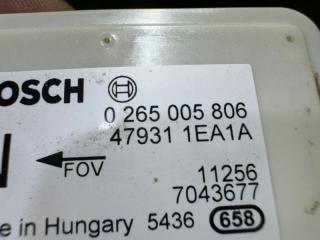 OSCH
0 265 005 806
47931 1EA1A
FOV
11256
7043677
e in Hungary 5436 658